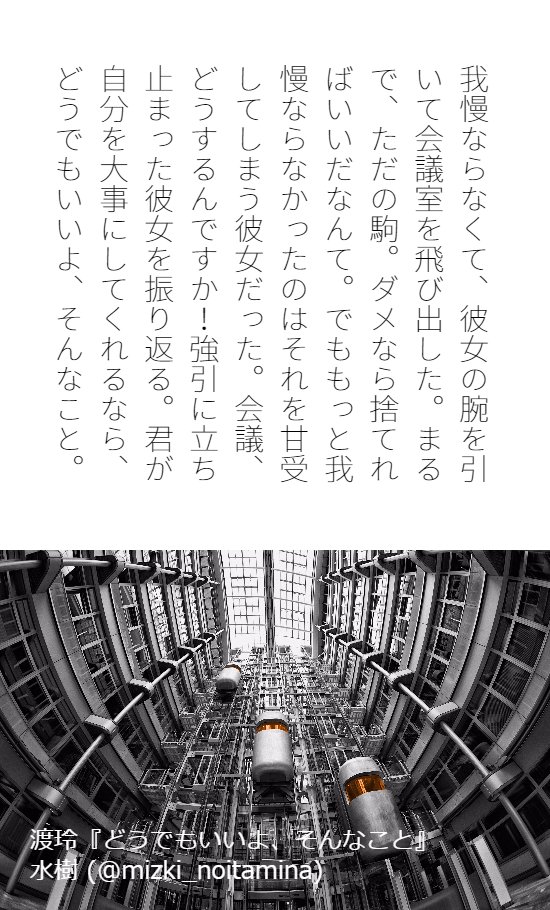 我慢ならなくて、彼女の腕を引
いて会議室を飛び出した。まる
で、ただの駒。ダメなら捨てれ
ばいいだなんて。でももっと我
慢ならなかったのはそれを甘受
してしまう彼女だった。会議、
どうするんですか！強引に立ち
止まった彼女を振り返る。君が
自分を大事にしてくれるなら、
どうでもいいよ、そんなこと。
渡玲『どうでもいいよ、そんなこと』
水樹 (@mizki_noitamina)